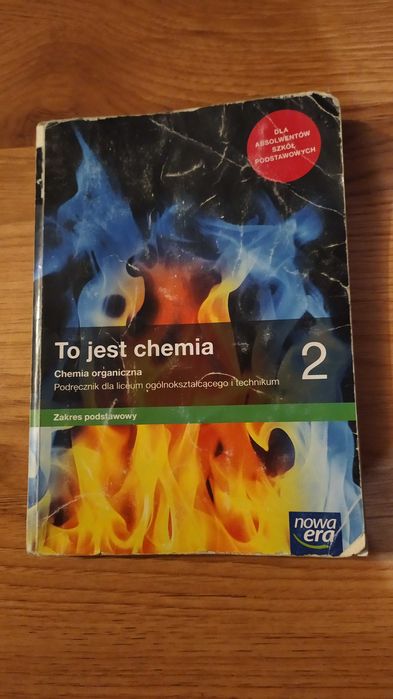 DLA
ABSOLWENTÓW
SZKÓŁ
PODSTAWOWYCH
To jest chemia
2
Chemia organiczna
Podręcznik dla liceum ogólnokształcącego i technikum
Zakres podstawowy
nowa
era